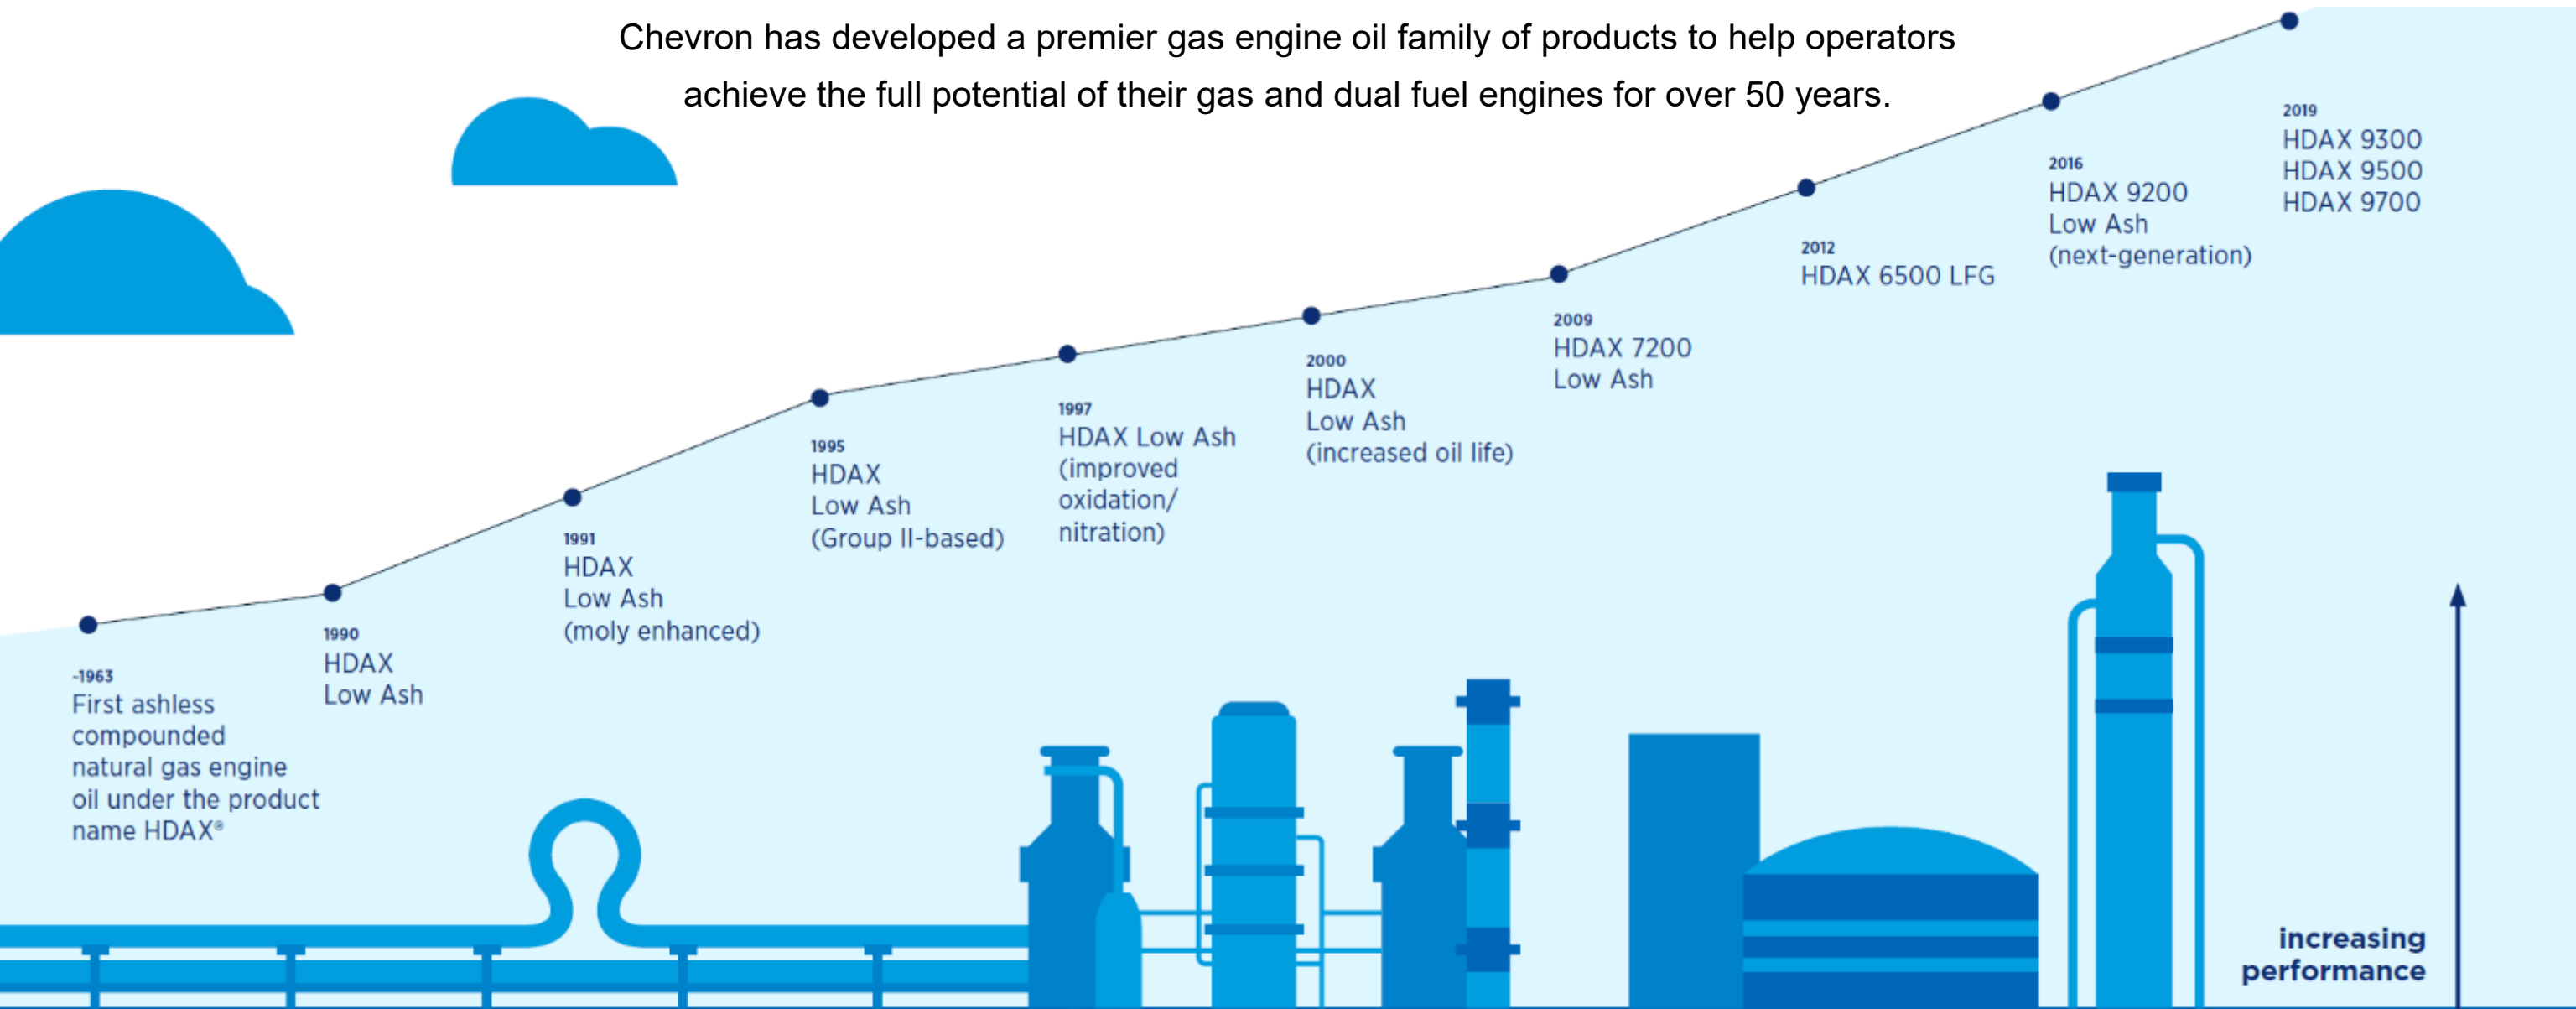 Chevron has developed a premier gas engine oil family of products to help operators
achieve the full potential of their gas and dual fuel engines for over 50 years.
~1963
First ashless
compounded
natural gas engine
oil under the product
name HDAX®
1990
HDAX
Low Ash
1991
HDAX
Low Ash
(moly enhanced)
1995
HDAX
Low Ash
(Group II-based)
1997
HDAX Low Ash
(improved
oxidation/
nitration)
2000
HDAX
Low Ash
(increased oil life)
2009
HDAX 7200
Low Ash
2012
HDAX 6500 LFG
2016
HDAX 9200
Low Ash
(next-generation)
2019
HDAX 9300
HDAX 9500
HDAX 9700
increasing
performance